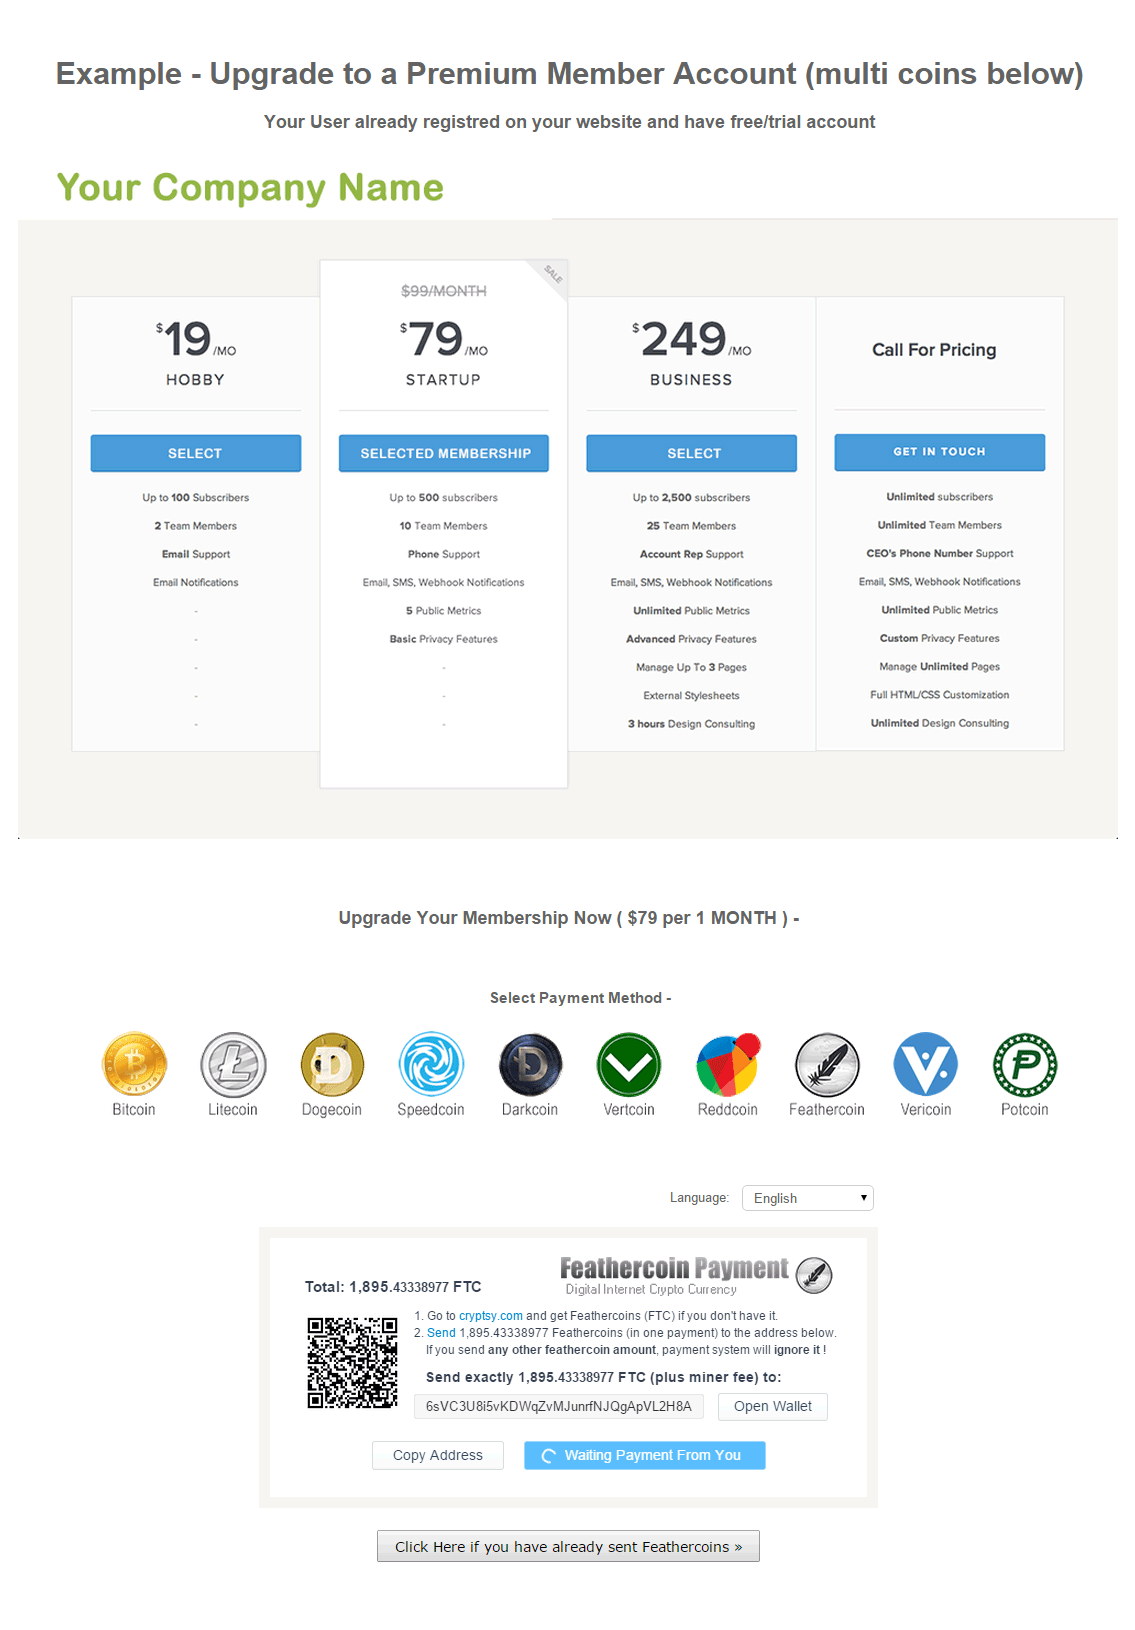 Example - Upgrade to a Premium Member Account (multi coins below)
Your User already registred on your website and have free/trial account
Your Company Name
$19/MO
HOBBY
SELECT
Up to 100 Subscribers
2 Team Members
Email Support
Email Notifications
-
-
-
-
-
SALE
$99/MONTH
$79/MO
STARTUP
SELECTED MEMBERSHIP
Up to 500 subscribers
10 Team Members
Phone Support
Email, SMS, Webhook Notifications
5 Public Metrics
Basic Privacy Features
-
-
-
$249/MO
BUSINESS
SELECT
Up to 2,500 subscribers
25 Team Members
Account Rep Support
Email, SMS, Webhook Notifications
Unlimited Public Metrics
Advanced Privacy Features
Manage Up To 3 Pages
External Stylesheets
3 hours Design Consulting
Call For Pricing
GET IN TOUCH
Unlimited subscribers
Unlimited Team Members
CEO's Phone Number Support
Email, SMS, Webhook Notifications
Unlimited Public Metrics
Custom Privacy Features
Manage Unlimited Pages
Full HTML/CSS Customization
Unlimited Design Consulting
Upgrade Your Membership Now ( $79 per 1 MONTH ) -
Select Payment Method -
Bitcoin Litecoin Dogecoin Speedcoin Darkcoin Vertcoin Reddcoin Feathercoin Vericoin Potcoin
Language: English
Feathercoin Payment
Digital Internet Crypto Currency
Total: 1,895.43338977 FTC
1. Go to cryptsy.com and get Feathercoins (FTC) if you don't have it.
2. Send 1,895.43338977 Feathercoins (in one payment) to the address below.
If you send any other feathercoin amount, payment system will ignore it !
Send exactly 1,895.43338977 FTC (plus miner fee) to:
6sVC3U8i5vKDWqZvMJunrfNJQgApVL2H8A
Open Wallet
Copy Address
Waiting Payment From You
Click Here if you have already sent Feathercoins »